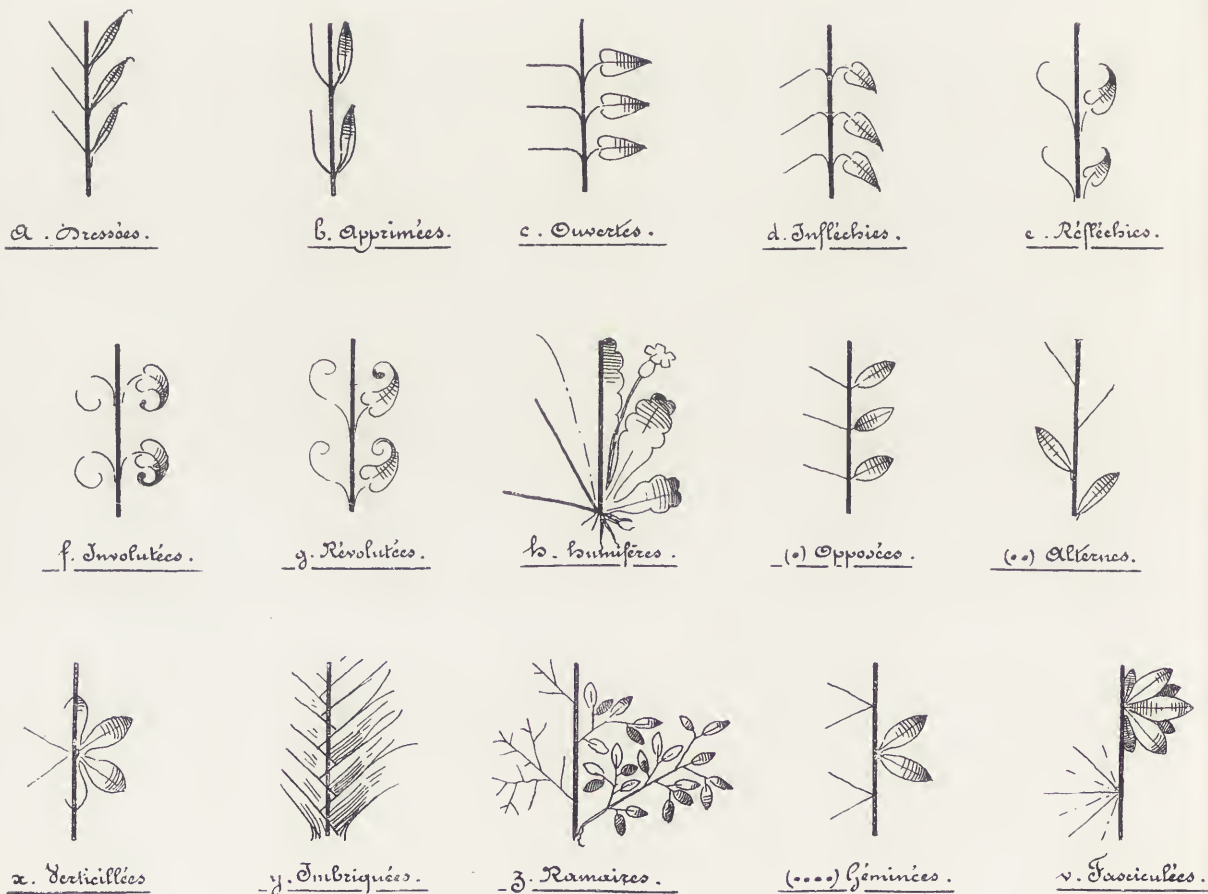 a. Dressées.
b. Apprimées.
c. Ouvertes.
d. Infléchies.
e. Réfléchies.
f. Involutées.
g. Révolutées.
h. humifères.
(•) Opposées.
(••) Alternes.
x. Verticillées
y. Imbriquées.
z. Ramaires.
(••••) Géminées.
v. Fasciculées.